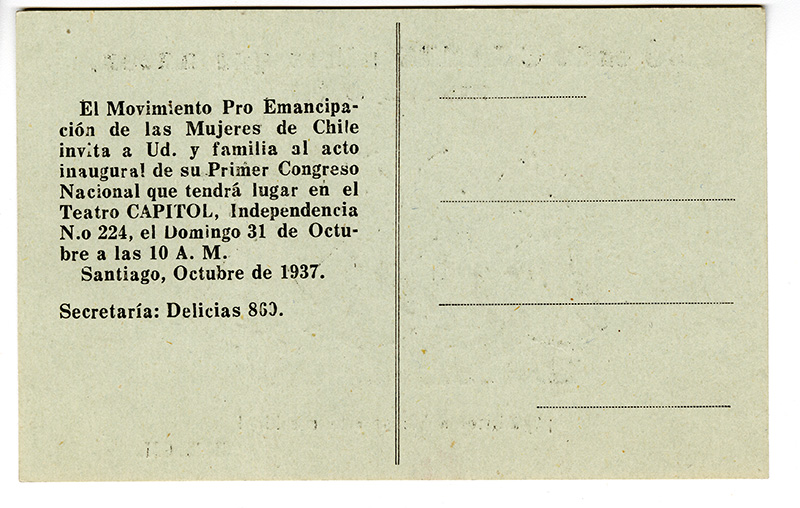 El Movimiento Pro Emancipa-
ción de las Mujeres de Chile
invita a Ud. y familia al acto
inaugural de su Primer Congreso
Nacional que tendrá lugar en el
Teatro CAPITOL, Independencia
N.o 224, el Domingo 31 de Octu-
bre a las 10 A. M.
Santiago, Octubre de 1937.
Secretaría: Delicias 860.